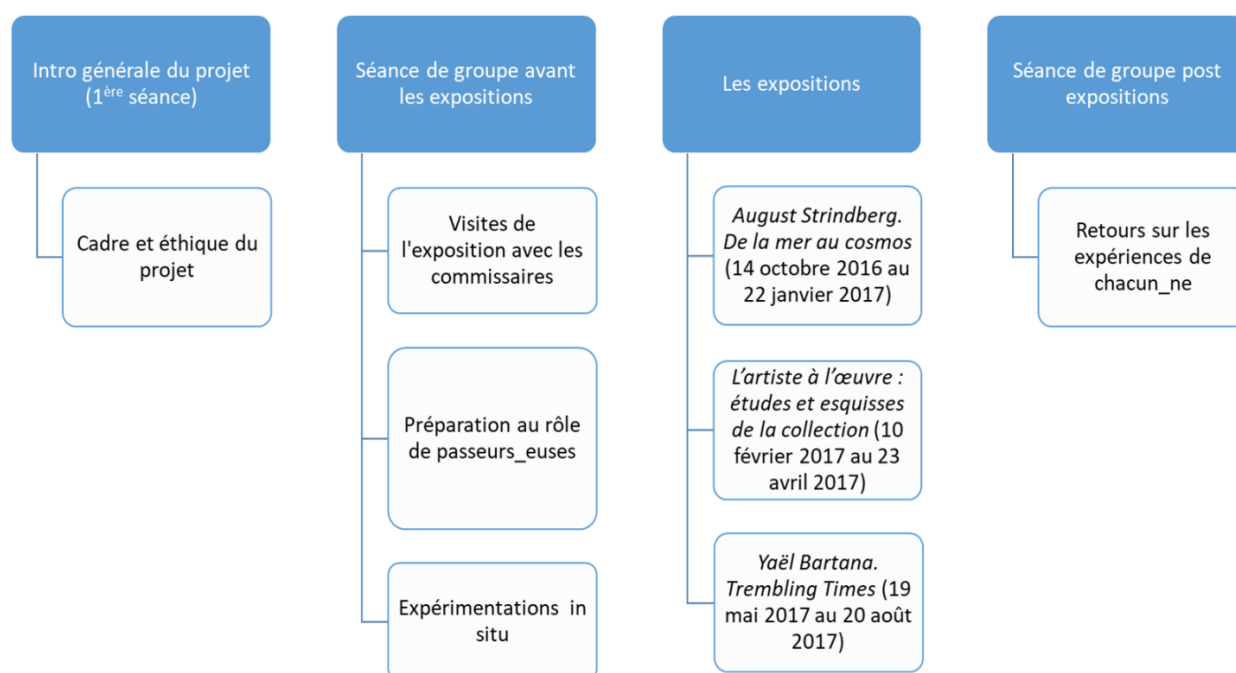 Intro générale du projet
(1ère séance)
Cadre et éthique du
projet
Séance de groupe avant
les expositions
Visites de
l'exposition avec les
commissaires
Préparation au rôle
de passeurs_euses
Expérimentations in
situ
Les expositions
August Strindberg.
De la mer au cosmos
(14 octobre 2016 au
22 janvier 2017)
L’artiste à l’œuvre :
études et esquisses
de la collection (10
février 2017 au 23
avril 2017)
Yaël Bartana.
Trembling Times (19
mai 2017 au 20 août
2017)
Séance de groupe post
expositions
Retours sur les
expériences de
chacun_ne